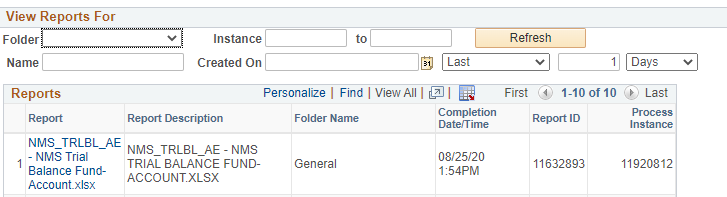 View Reports For
Folder Instance to Refresh
Name Created On 31 Last 1 Days
Reports Personalize | Find | View All | | First 1-10 of 10 Last
Report Report Description Folder Name Completion Date/Time Report ID Process Instance
1
NMS_TRLBL_AE
- NMS Trial
Balance Fund-
Account.xlsx
NMS_TRLBL_AE - NMS
TRIAL BALANCE FUND-
ACCOUNT.XLSX
General
08/25/20
1:54PM
11632893
11920812